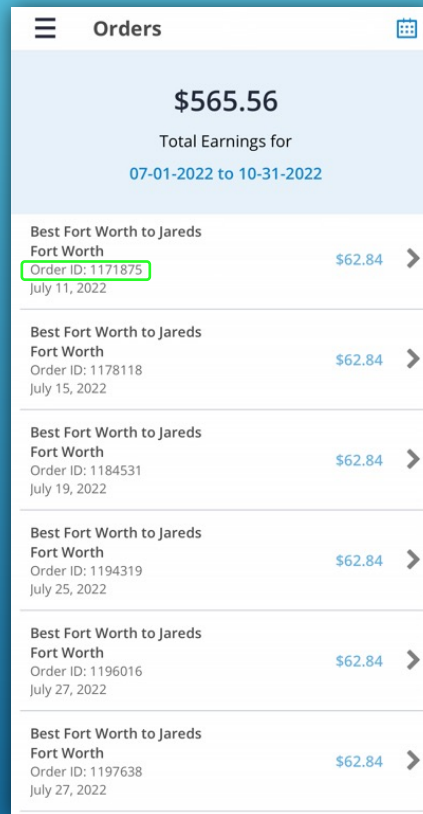 Orders
$565.56
Total Earnings for
07-01-2022 to 10-31-2022
Best Fort Worth to Jareds
Fort Worth
Order ID: 1171875
July 11, 2022
$62.84
Best Fort Worth to Jareds
Fort Worth
Order ID: 1178118
July 15, 2022
$62.84
Best Fort Worth to Jareds
Fort Worth
Order ID: 1184531
July 19, 2022
$62.84
Best Fort Worth to Jareds
Fort Worth
Order ID: 1194319
July 25, 2022
$62.84
Best Fort Worth to Jareds
Fort Worth
Order ID: 1196016
July 27, 2022
$62.84
Best Fort Worth to Jareds
Fort Worth
Order ID: 1197638
July 27, 2022
$62.84